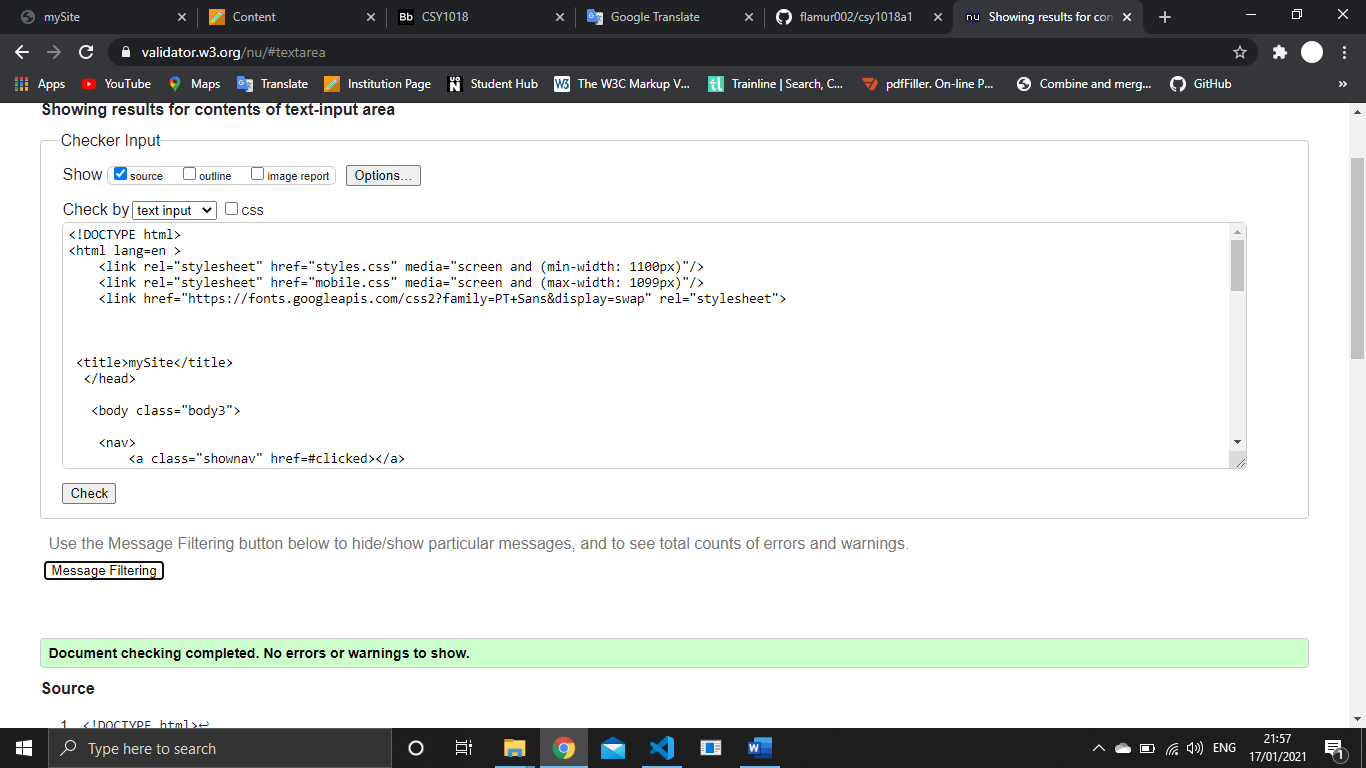 mySite
Content
Bb CSY1018
Google Translate
flamur002/csy1018a1
nu Showing results for con
validator.w3.org/nu/#textarea
Apps
YouTube
Maps
Translate
Institution Page
Student Hub
The W3C Markup V...
Trainline | Search, C...
pdfFiller. On-line P...
Combine and merg...
GitHub
»
Showing results for contents of text-input area
Checker Input
Show source outline image report Options...
Check by text input css
<!DOCTYPE html>
<html lang=en >
<link rel="stylesheet" href="styles.css" media="screen and (min-width: 1100px)"/>
<link rel="stylesheet" href="mobile.css" media="screen and (max-width: 1099px)"/>
<link href="https://fonts.googleapis.com/css2?family=PT+Sans&display=swap" rel="stylesheet">
<title>mySite</title>
</head>
<body class="body3">
<nav>
<a class="shownav" href=#clicked></a>
Check
Use the Message Filtering button below to hide/show particular messages, and to see total counts of errors and warnings.
Message Filtering
Document checking completed. No errors or warnings to show.
Source
1. <!DOCTYPE html>↩
Type here to search
ENG
21:57
17/01/2021
1